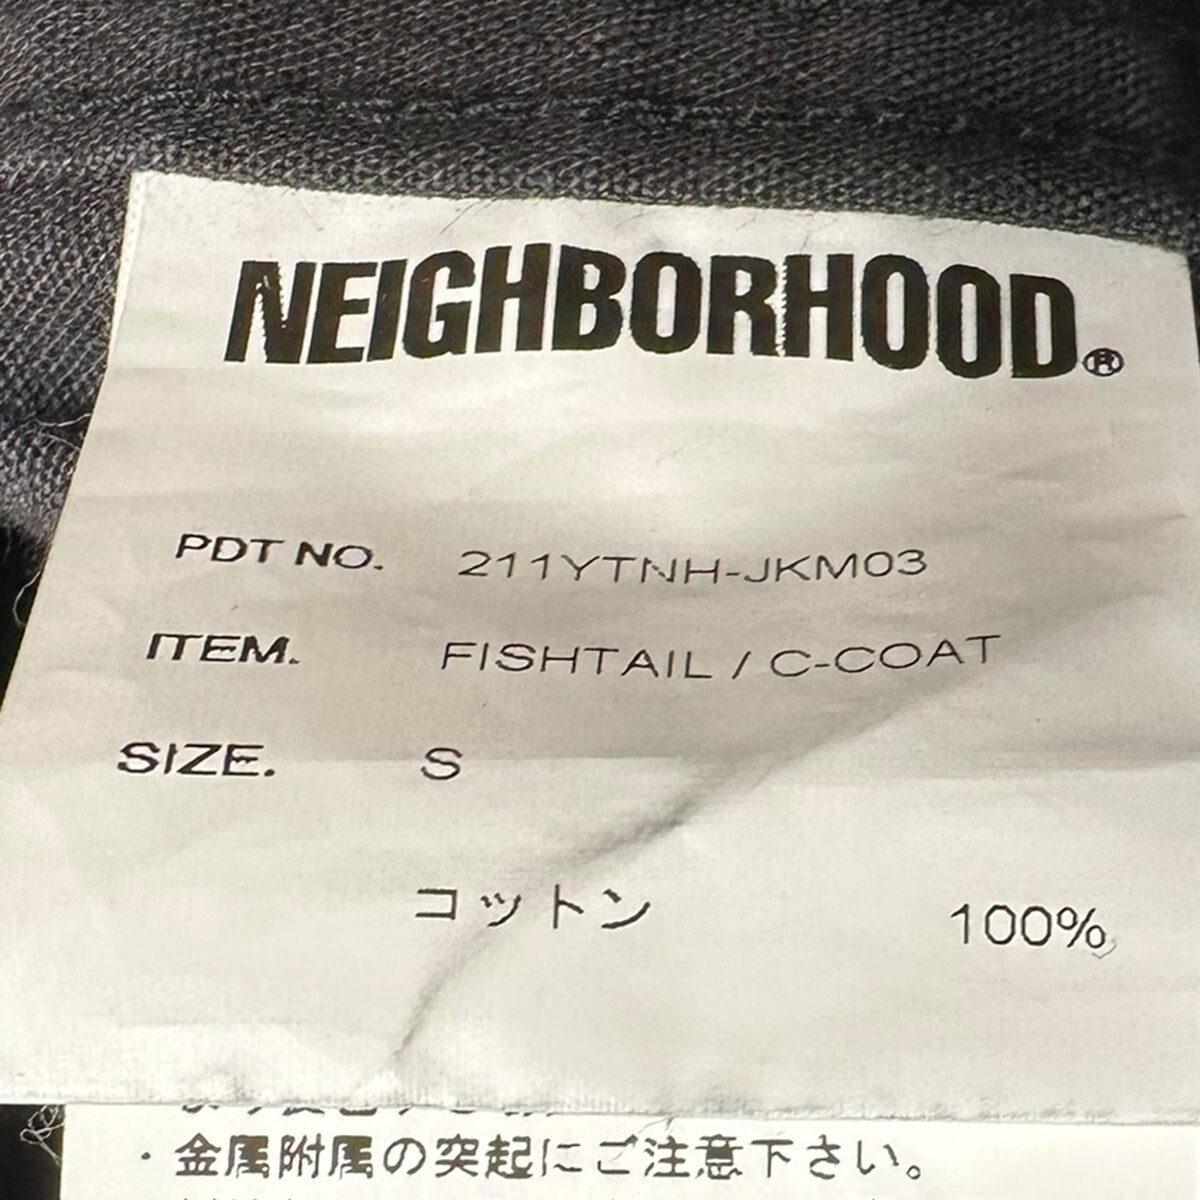 NEIGHBORHOOD®
PDT NO. 211YTNH-JKM03
ITEM. FISHTAIL / C-COAT
SIZE. S
コットン 100%
・金属附属の突起にご注意下さい。